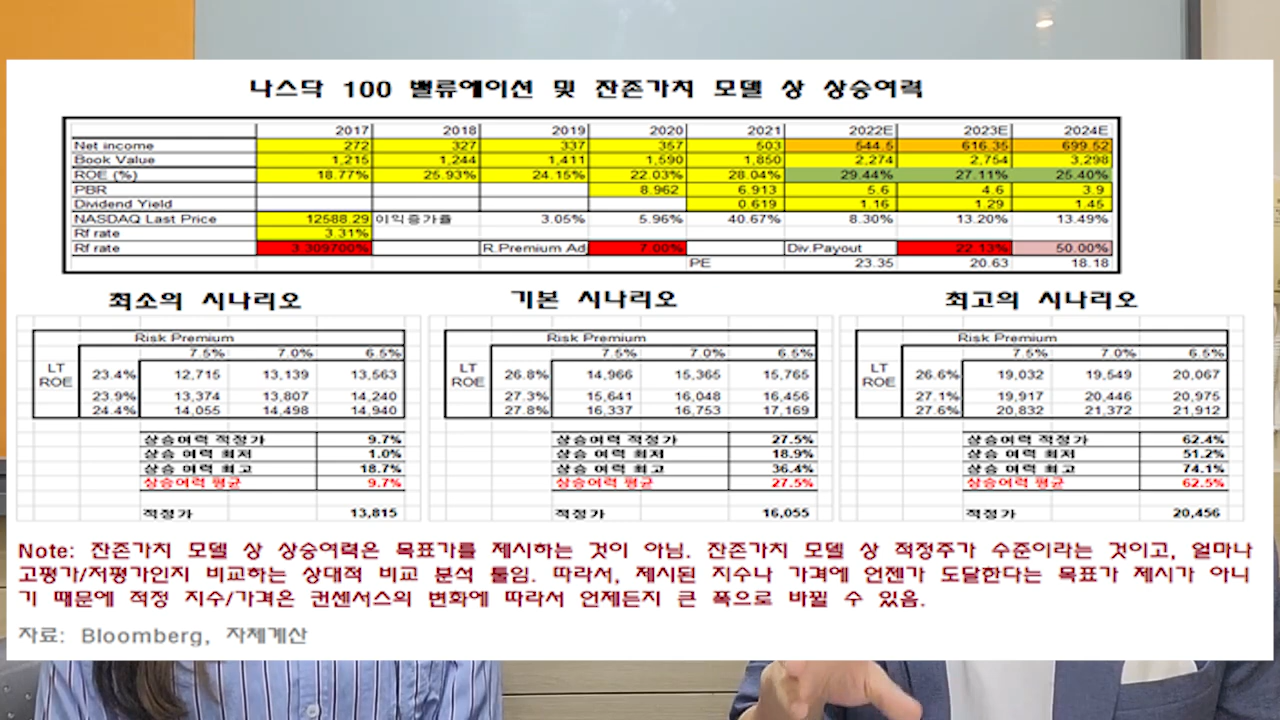 나스닥 100 밸류에이션 및 잔존가치 모델 상 상승여력
2017 2018 2019 2020 2021 2022E 2023E 2024E
Net income 272 327 337 357 503 544.5 616.35 699.52
Book Value 1,215 1,244 1,411 1,590 1,850 2,274 2,754 3,298
ROE (%) 18.77% 25.93% 24.15% 22.03% 28.04% 29.44% 27.11% 25.40%
PBR 8.962 6.913 5.6 4.6 3.9
Dividend Yield 0.619 1.16 1.29 1.45
NASDAQ Last Price 12588.29 이익증가율 3.05% 5.96% 40.67% 8.30% 13.20% 13.49%
Rf rate 3.31%
Rf rate 3.309700% R.Premium Ad 7.00% Div.Payout 22.13% 50.00%
PE 23.35 20.63 18.18
최소의 시나리오
Risk Premium
7.5% 7.0% 6.5%
LT ROE
23.4% 12,715 13,139 13,563
23.9% 13,374 13,807 14,240
24.4% 14,055 14,498 14,940
상승여력 적정가 9.7%
상승 여력 최저 1.0%
상승 여력 최고 18.7%
상승여력 평균 9.7%
적정가 13,815
기본 시나리오
Risk Premium
7.5% 7.0% 6.5%
LT ROE
26.8% 14,966 15,365 15,765
27.3% 15,641 16,048 16,456
27.8% 16,337 16,753 17,169
상승여력 적정가 27.5%
상승 여력 최저 18.9%
상승 여력 최고 36.4%
상승여력 평균 27.5%
적정가 16,055
최고의 시나리오
Risk Premium
7.5% 7.0% 6.5%
LT ROE
26.6% 19,032 19,549 20,067
27.1% 19,917 20,446 20,975
27.6% 20,832 21,372 21,912
상승여력 적정가 62.4%
상승 여력 최저 51.2%
상승 여력 최고 74.1%
상승여력 평균 62.5%
적정가 20,456
Note: 잔존가치 모델 상 상승여력은 목표가를 제시하는 것이 아님. 잔존가치 모델 상 적정주가 수준이라는 것이고, 얼마나
고평가/저평가인지 비교하는 상대적 비교 분석 툴임. 따라서, 제시된 지수나 가격에 언젠가 도달한다는 목표가 제시가 아니
기 때문에 적정 지수/가격은 컨센서스의 변화에 따라서 언제든지 큰 폭으로 바뀔 수 있음.
자료: Bloomberg, 자체계산